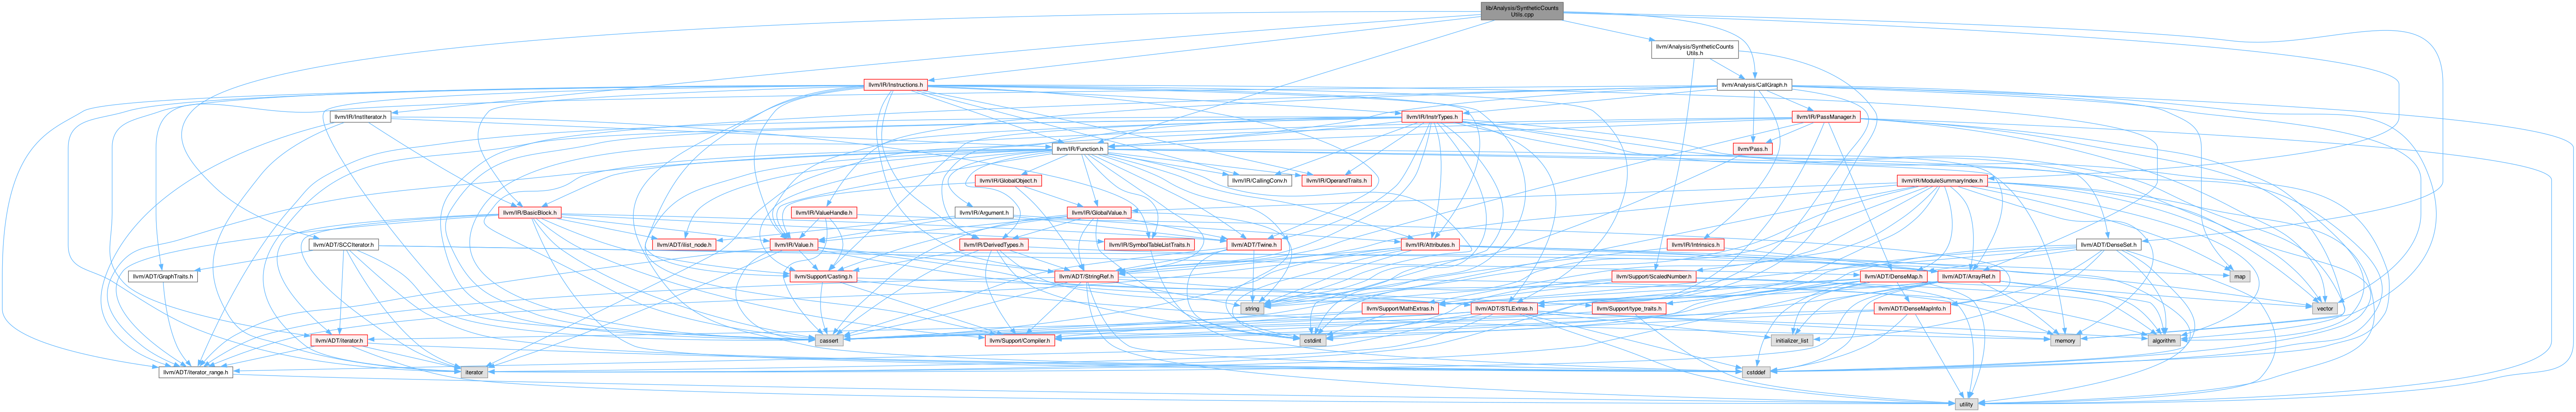 lib/Analysis/SyntheticCounts
Utils.cpp
llvm/Analysis/SyntheticCounts
Utils.h
llvm/IR/Instructions.h
llvm/Analysis/CallGraph.h
llvm/IR/InstIterator.h
llvm/IR/InstrTypes.h
llvm/IR/PassManager.h
llvm/IR/Function.h
llvm/Pass.h
llvm/IR/GlobalObject.h
llvm/IR/CallingConv.h
llvm/IR/OperandTraits.h
llvm/IR/ModuleSummaryIndex.h
llvm/IR/BasicBlock.h
llvm/IR/ValueHandle.h
llvm/IR/Argument.h
llvm/IR/GlobalValue.h
llvm/ADT/SCCIterator.h
llvm/ADT/ilist_node.h
llvm/IR/Value.h
llvm/IR/DerivedTypes.h
llvm/IR/SymbolTableListTraits.h
llvm/ADT/Twine.h
llvm/IR/Attributes.h
llvm/IR/Intrinsics.h
llvm/ADT/DenseSet.h
llvm/ADT/GraphTraits.h
llvm/Support/Casting.h
llvm/ADT/StringRef.h
llvm/Support/ScaledNumber.h
llvm/ADT/DenseMap.h
llvm/ADT/ArrayRef.h
map
string
llvm/Support/MathExtras.h
llvm/ADT/STLExtras.h
llvm/Support/type_traits.h
llvm/ADT/DenseMapInfo.h
vector
llvm/ADT/iterator.h
cassert
llvm/Support/Compiler.h
cstdint
initializer_list
memory
algorithm
llvm/ADT/iterator_range.h
iterator
cstddef
utility